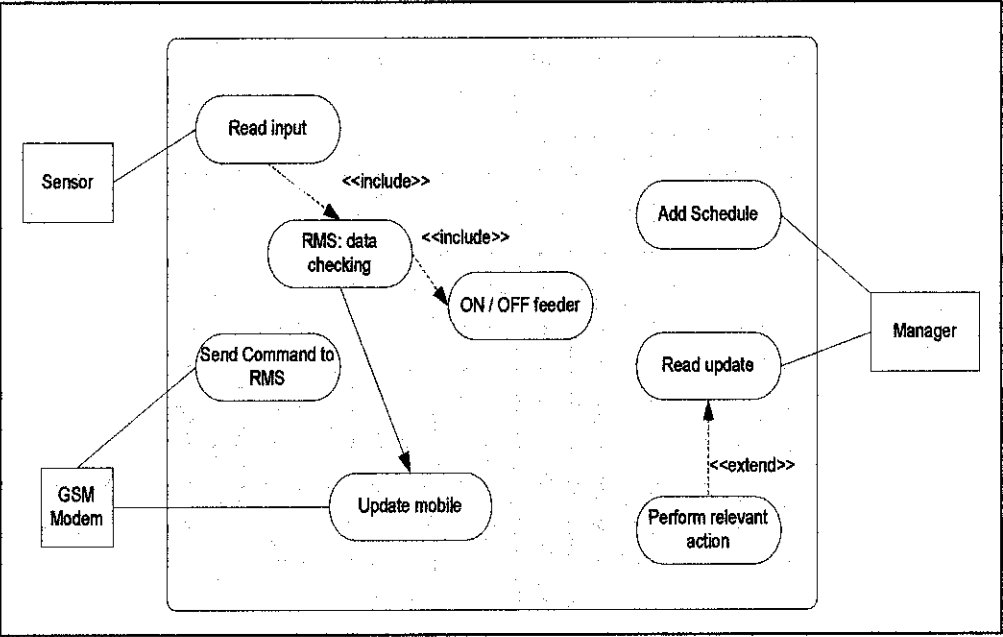 Read input
Sensor
<<include>>
Add Schedule
RMS: data
checking
<<include>>
ON / OFF feeder
Manager
Send Command to
RMS
Read update
<<extend>>
GSM
Modem
Update mobile
Perform relevant
action